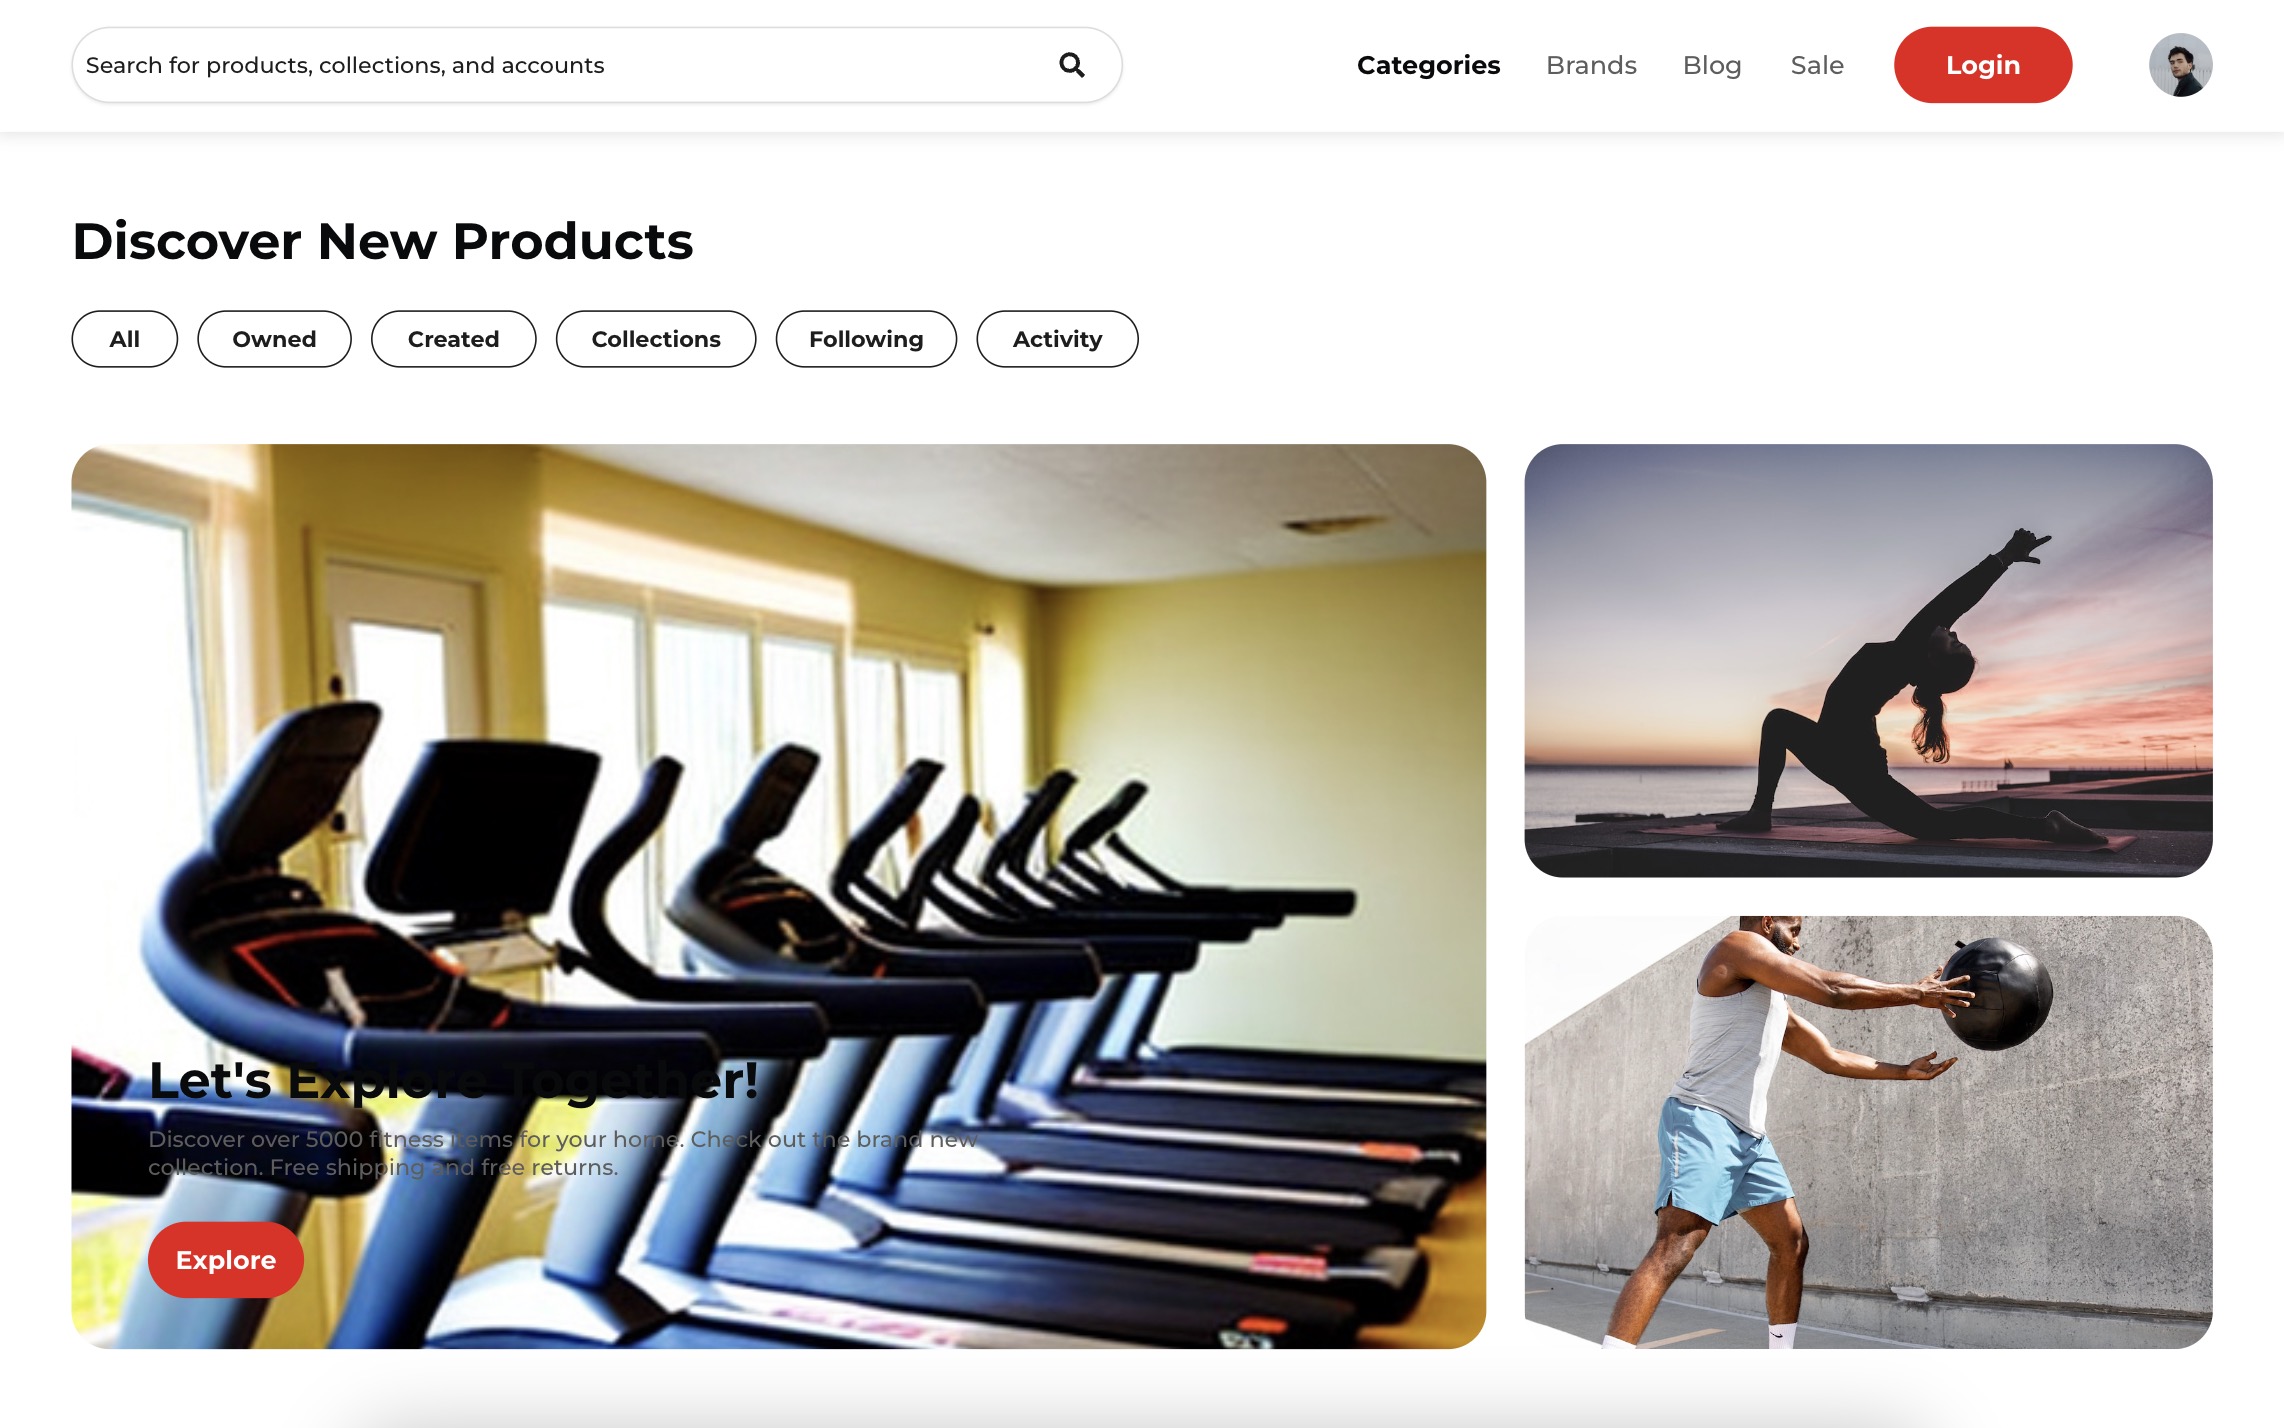 Search for products, collections, and accounts
Categories
Brands
Blog
Sale
Login
Discover New Products
All
Owned
Created
Collections
Following
Activity
Let's Explore Together!
Discover over 5000 fitness items for your home. Check out the brand new
collection. Free shipping and free returns.
Explore